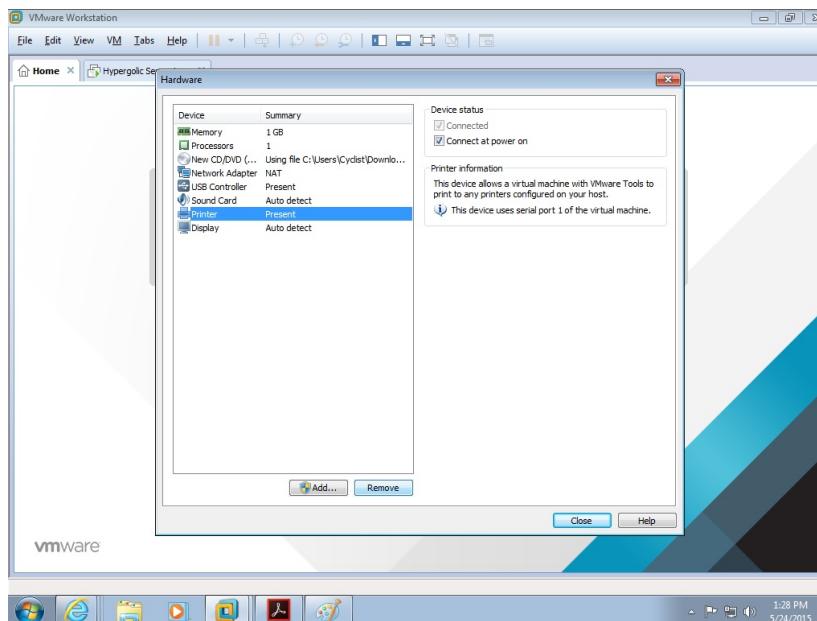 VMware Workstation
File Edit View VM Tabs Help
Home Hypergolic
Hardware
Device Summary
Memory 1 GB
Processors 1
New CD/DVD (... Using file C:\Users\Cyclist\Downlo...
Network Adapter NAT
USB Controller Present
Sound Card Auto detect
Printer Present
Display Auto detect
Add... Remove
Device status
Connected
Connect at power on
Printer information
This device allows a virtual machine with VMware Tools to
print to any printers configured on your host.
This device uses serial port 1 of the virtual machine.
Close Help
vmware
1:28 PM
5/24/2015